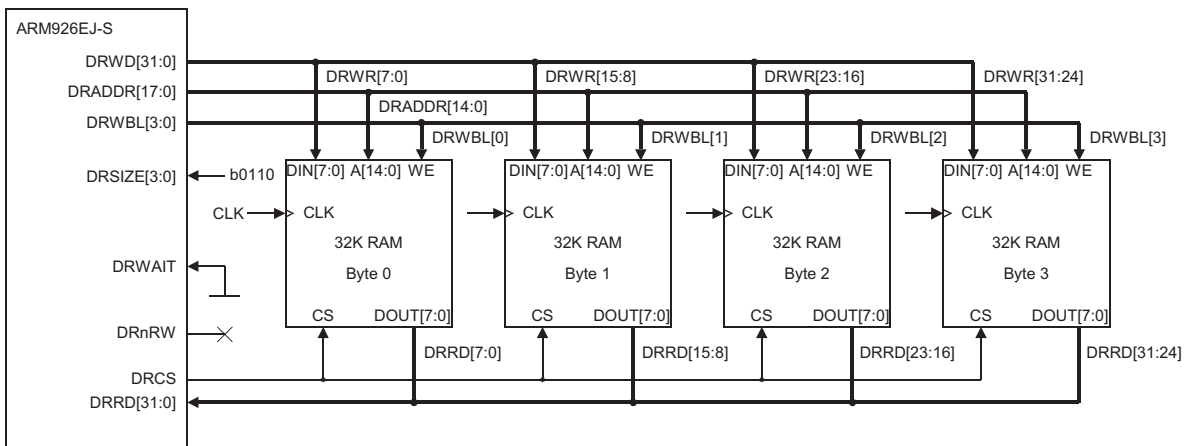 ARM926EJ-S
DRWD[31:0]
DRWR[7:0]
DRWR[15:8]
DRWR[23:16]
DRWR[31:24]
DRADDR[17:0]
DRADDR[14:0]
DRWBL[3:0]
DRWBL[0]
DRWBL[1]
DRWBL[2]
DRWBL[3]
DRSIZE[3:0]
b0110
DIN[7:0] A[14:0] WE
DIN[7:0] A[14:0] WE
DIN[7:0] A[14:0] WE
DIN[7:0] A[14:0] WE
CLK
CLK
CLK
CLK
CLK
32K RAM
32K RAM
32K RAM
32K RAM
DRWAIT
Byte 0
Byte 1
Byte 2
Byte 3
CS DOUT[7:0]
CS DOUT[7:0]
CS DOUT[7:0]
CS DOUT[7:0]
DRnRW
DRRD[7:0]
DRRD[15:8]
DRRD[23:16]
DRRD[31:24]
DRCS
DRRD[31:0]